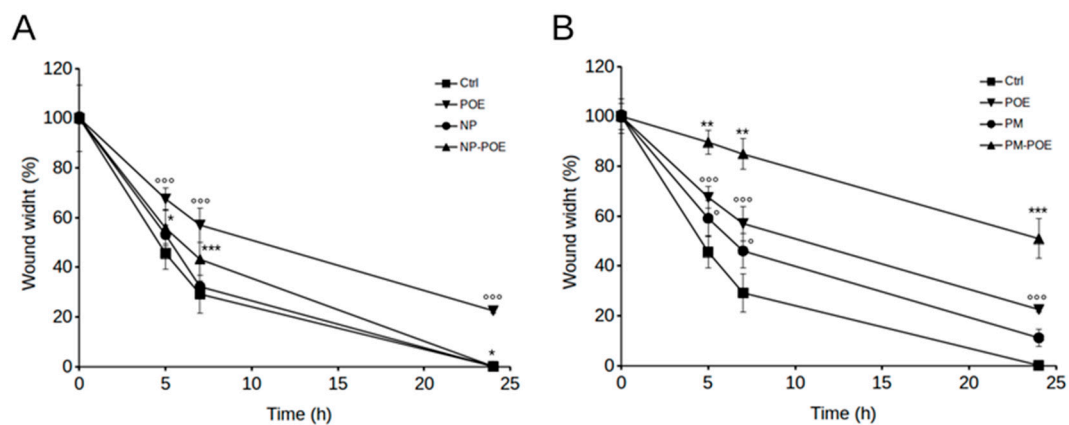 A
Wound widht (%)
120
100
80
60
40
20
0
0 5 10 15 20 25
Time (h)
Ctrl
POE
NP
NP-POE
°°° °°°
* ***
°°°
*
B
Wound widht (%)
120
100
80
60
40
20
0
0 5 10 15 20 25
Time (h)
Ctrl
POE
PM
PM-POE
** **
***
°°° °°°
° °
°°°